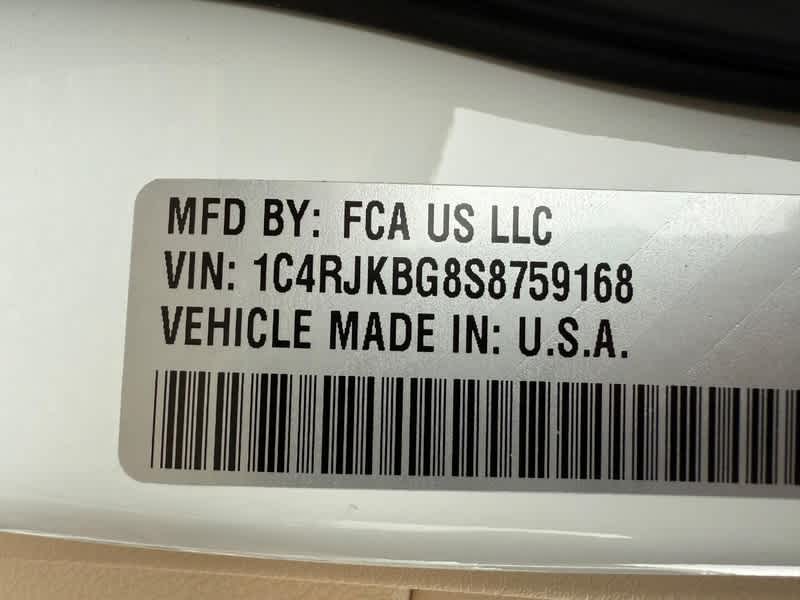 MFD BY: FCA US LLC
VIN: 1C4RJKBG8S8759168
VEHICLE MADE IN: U.S.A.